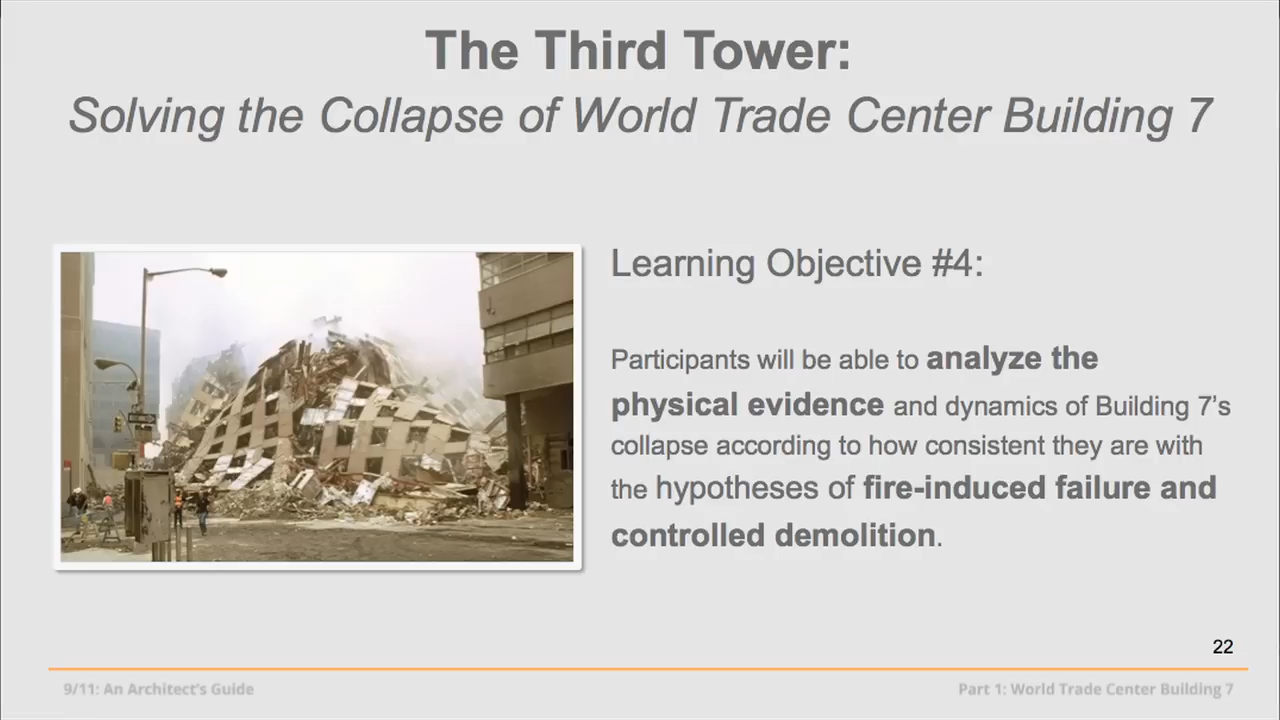 The Third Tower:
Solving the Collapse of World Trade Center Building 7
Learning Objective #4:
Participants will be able to analyze the
physical evidence and dynamics of Building 7's
collapse according to how consistent they are with
the hypotheses of fire-induced failure and
controlled demolition.
22
9/11: An Architect's Guide
Part 1: World Trade Center Building 7